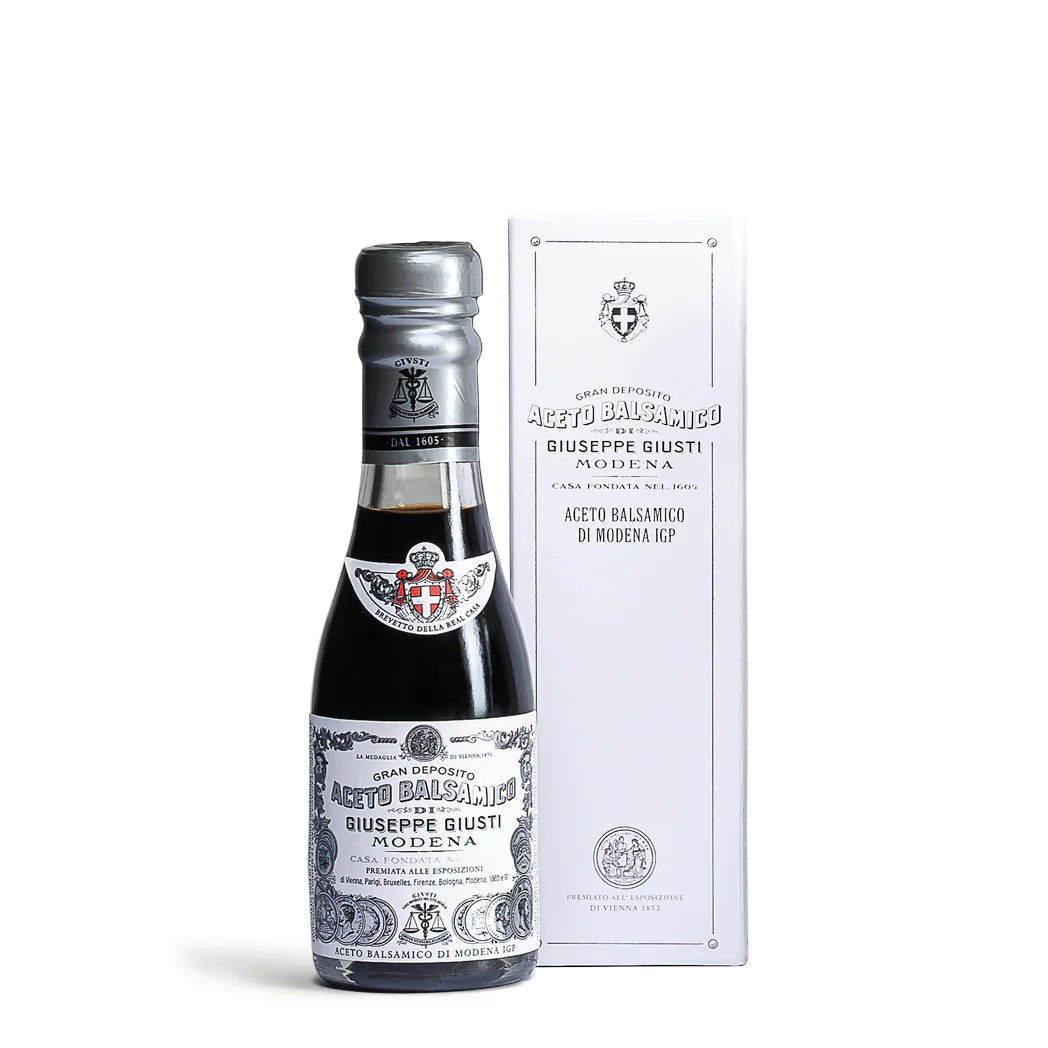 GIVSTI
·DAL 1605·
BREVETTO DELLA REAL CASA
LA MEDAGLIA DI VIENNA 1873
GRAN DEPOSITO
ACETO BALSAMICO
DI
GIUSEPPE GIUSTI
MODENA
CASA FONDATA
PREMIATA ALLE ESPOSIZIONI
di Vienna, Parigi, Bruxelles, Firenze, Bologna, Modena, 1863 e
GIVSTI
ACETO BALSAMICO DI MODENA IGP
GRAN DEPOSITO
ACETO BALSAMICO
DI
GIUSEPPE GIUSTI
MODENA
CASA FONDATA NEL 1605
ACETO BALSAMICO
DI MODENA IGP
PREMIATO ALL' ESPOSIZIONE
DI VIENNA 1873